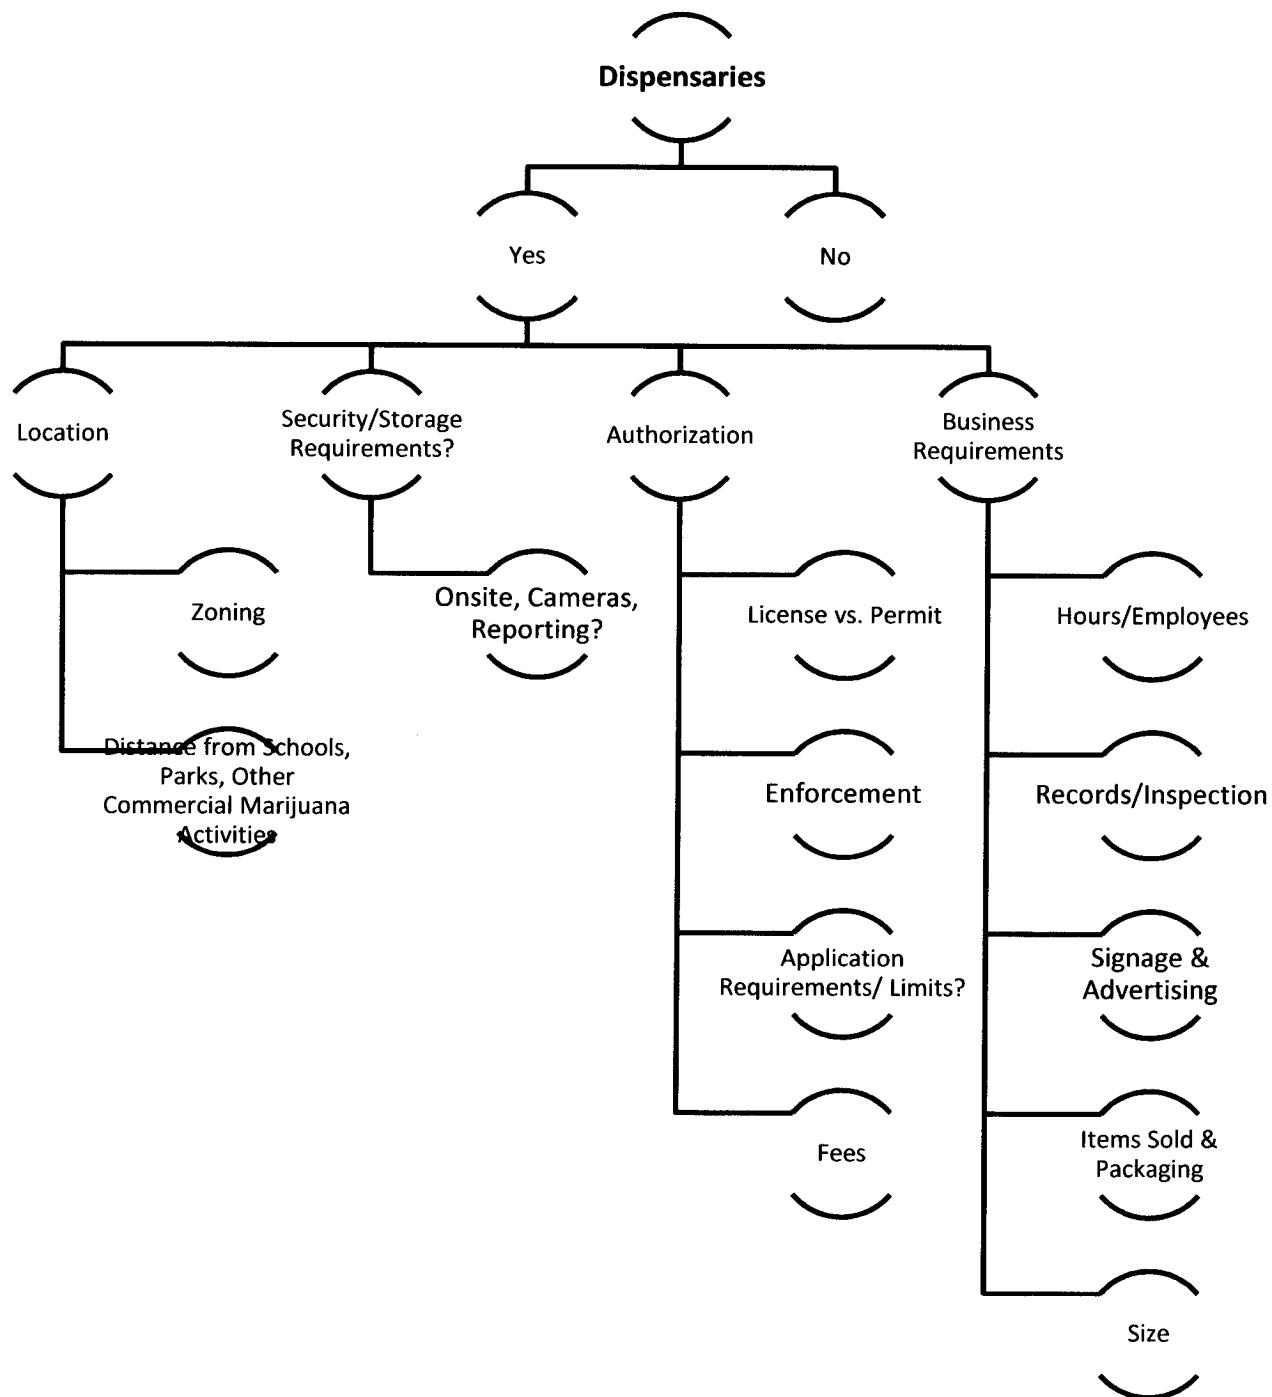 Dispensaries
Yes
No
Location
Security/Storage
Requirements?
Authorization
Business
Requirements
Zoning
Distance from Schools,
Parks, Other
Commercial Marijuana
Activities
Onsite, Cameras,
Reporting?
License vs. Permit
Enforcement
Application
Requirements/ Limits?
Fees
Hours/Employees
Records/Inspection
Signage &
Advertising
Items Sold &
Packaging
Size